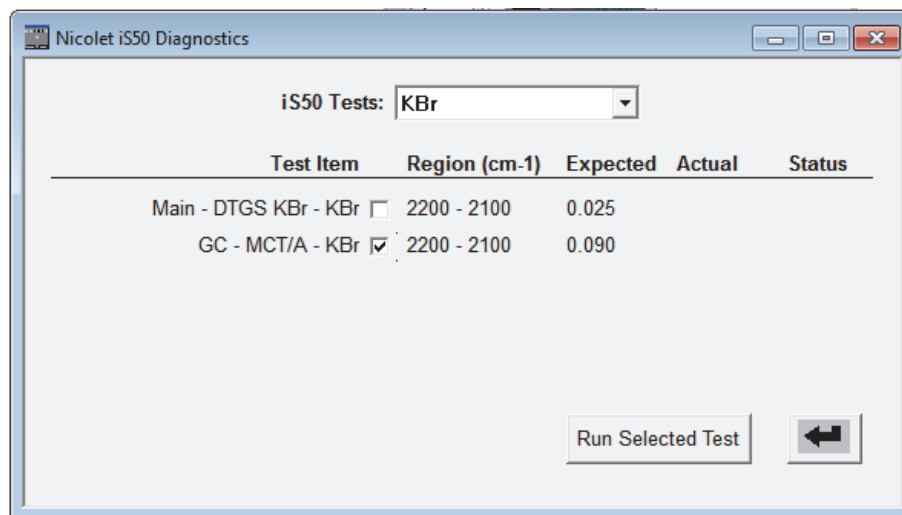 Nicolet iS50 Diagnostics
iS50 Tests: KBr
Test Item Region (cm-1) Expected Actual Status
Main - DTGS KBr - KBr 2200 - 2100 0.025
GC - MCT/A - KBr 2200 - 2100 0.090
Run Selected Test